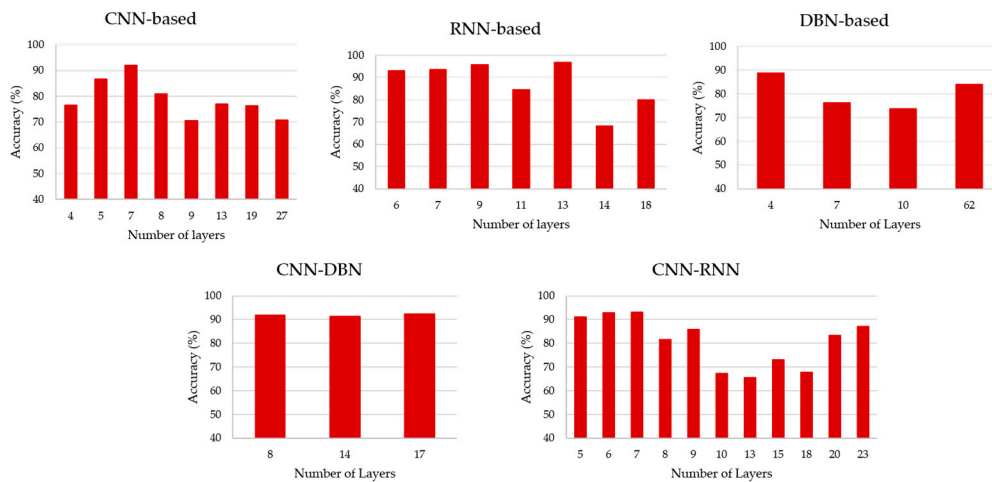 CNN-based
100
90
80
70
60
50
40
Accuracy (%)
4 5 7 8 9 13 19 27
Number of layers
RNN-based
100
90
80
70
60
50
40
Accuracy (%)
6 7 9 11 13 14 18
Number of layers
DBN-based
100
90
80
70
60
50
40
Accuracy (%)
4 7 10 62
Number of Layers
CNN-DBN
100
90
80
70
60
50
40
Accuracy (%)
8 14 17
Number of Layers
CNN-RNN
100
90
80
70
60
50
40
Accuracy (%)
5 6 7 8 9 10 13 15 18 20 23
Number of Layers